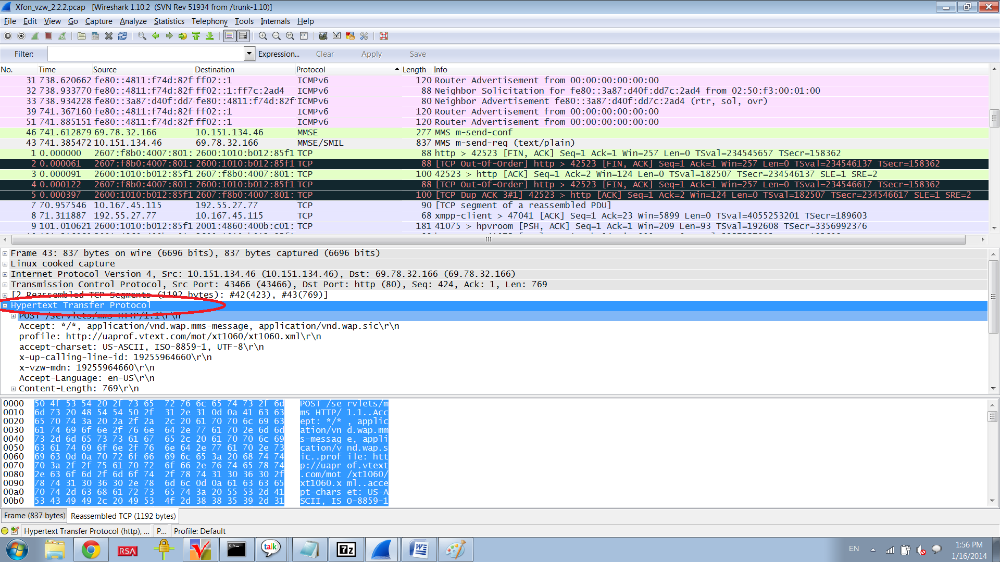 Xfon_vzw_2.2.2.pcap [Wireshark 1.10.2 (SVN Rev 51934 from /trunk-1.10)]
File Edit View Go Capture Analyze Statistics Telephony Tools Internals Help
Filter: Expression... Clear Apply Save
No. Time Source Destination Protocol Length Info
31 738.620662 fe80::4811:f74d:82f ff02::1 ICMPv6 120 Router Advertisement from 00:00:00:00:00:00
32 738.933770 fe80::4811:f74d:82f ff02::1:ff7c:2ad4 ICMPv6 88 Neighbor Solicitation for fe80::3a87:d40f:dd7c:2ad4 from 02:50:f3:00:01:00
33 738.934228 fe80::3a87:d40f:dd7 fe80::4811:f74d:82f ICMPv6 80 Neighbor Advertisement fe80::3a87:d40f:dd7c:2ad4 (rtr, sol, ovr)
39 741.367160 fe80::4811:f74d:82f ff02::1 ICMPv6 120 Router Advertisement from 00:00:00:00:00:00
51 741.885151 fe80::4811:f74d:82f ff02::1 ICMPv6 120 Router Advertisement from 00:00:00:00:00:00
46 741.612879 69.78.32.166 10.151.134.46 MMSE 277 MMS m-send-conf
43 741.385472 10.151.134.46 69.78.32.166 MMSE/SMIL 837 MMS m-send-req (text/plain)
1 0.000000 2607:f8b0:4007:801: 2600:1010:b012:85f1 TCP 88 http > 42523 [FIN, ACK] Seq=1 Ack=1 Win=257 Len=0 TSval=234545657 TSecr=158362
2 0.000061 2607:f8b0:4007:801: 2600:1010:b012:85f1 TCP 88 [TCP Out-Of-Order] http > 42523 [FIN, ACK] Seq=1 Ack=1 Win=257 Len=0 TSval=234546137 TSecr=158362
3 0.000091 2600:1010:b012:85f1 2607:f8b0:4007:801: TCP 100 42523 > http [ACK] Seq=1 Ack=2 Win=124 Len=0 TSval=182507 TSecr=234546137 SLE=1 SRE=2
4 0.000122 2607:f8b0:4007:801: 2600:1010:b012:85f1 TCP 88 [TCP Out-Of-Order] http > 42523 [FIN, ACK] Seq=1 Ack=1 Win=257 Len=0 TSval=234546617 TSecr=158362
5 0.000397 2600:1010:b012:85f1 2607:f8b0:4007:801: TCP 100 [TCP Dup ACK 3#1] 42523 > http [ACK] Seq=1 Ack=2 Win=124 Len=0 TSval=182507 TSecr=234546617 SLE=1 SRE=2
7 70.957546 10.167.45.115 192.55.27.77 TCP 90 [TCP segment of a reassembled PDU]
8 71.311887 192.55.27.77 10.167.45.115 TCP 68 xmpp-client > 47041 [ACK] Seq=1 Ack=23 Win=5899 Len=0 TSval=4055253201 TSecr=189603
9 101.010621 2600:1010:b012:85f1 2001:4860:400b:c01: TCP 181 41075 > hpvroom [PSH, ACK] Seq=1 Ack=1 Win=209 Len=93 TSval=192608 TSecr=3356992376
Frame 43: 837 bytes on wire (6696 bits), 837 bytes captured (6696 bits)
Linux cooked capture
Internet Protocol Version 4, Src: 10.151.134.46 (10.151.134.46), Dst: 69.78.32.166 (69.78.32.166)
Transmission Control Protocol, Src Port: 43466 (43466), Dst Port: http (80), Seq: 424, Ack: 1, Len: 769
[2 Reassembled TCP Segments (1192 bytes): #42(423), #43(769)]
Hypertext Transfer Protocol
POST /servlets/mms HTTP/1.1\r\n
Accept: */*, application/vnd.wap.mms-message, application/vnd.wap.sic\r\n
profile: http://uaprof.vtext.com/mot/xt1060/xt1060.xml\r\n
accept-charset: US-ASCII, ISO-8859-1, UTF-8\r\n
x-up-calling-line-id: 19255964660\r\n
x-vzw-mdn: 19255964660\r\n
Accept-Language: en-US\r\n
Content-Length: 769\r\n
0000 50 4f 53 54 20 2f 73 65 72 76 6c 65 74 73 2f 6d POST /se rvlets/m
0010 6d 73 20 48 54 54 50 2f 31 2e 31 0d 0a 41 63 63 ms HTTP/ 1.1..Acc
0020 65 70 74 3a 20 2a 2f 2a 2c 20 61 70 70 6c 69 63 ept: */* , applic
0030 61 74 69 6f 6e 2f 76 6e 64 2e 77 61 70 2e 6d 6d ation/vn d.wap.mm
0040 73 2d 6d 65 73 73 61 67 65 2c 20 61 70 70 6c 69 s-messag e, appli
0050 63 61 74 69 6f 6e 2f 76 6e 64 2e 77 61 70 2e 73 cation/v nd.wap.s
0060 69 63 0d 0a 70 72 6f 66 69 6c 65 3a 20 68 74 74 ic..prof ile: htt
0070 70 3a 2f 2f 75 61 70 72 6f 66 2e 76 74 65 78 74 p://uapr of.vtext
0080 2e 63 6f 6d 2f 6d 6f 74 2f 78 74 31 30 36 30 2f .com/mot /xt1060/
0090 78 74 31 30 36 30 2e 78 6d 6c 0d 0a 61 63 63 65 xt1060.x ml..acce
00a0 70 74 2d 63 68 61 72 73 65 74 3a 20 55 53 2d 41 pt-chars et: US-A
00b0 53 43 49 49 2c 20 49 53 4f 2d 38 38 35 39 2d 31 SCII, IS O-8859-1
Frame (837 bytes) Reassembled TCP (1192 bytes)
Hypertext Transfer Protocol (http), ... P... Profile: Default
RSA
C:\_
talk
7z
W
EN
1:56 PM
1/16/2014